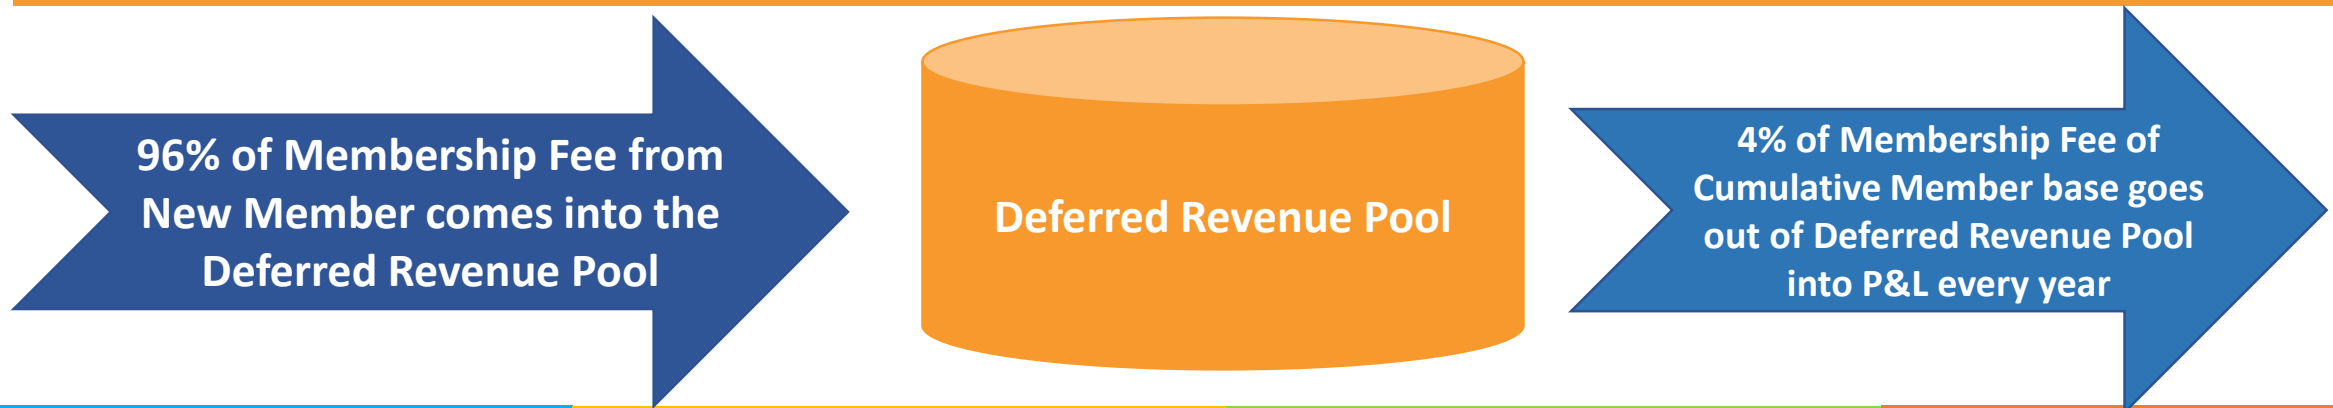 96% of Membership Fee from
New Member comes into the
Deferred Revenue Pool
Deferred Revenue Pool
4% of Membership Fee of
Cumulative Member base goes
out of Deferred Revenue Pool
into P&L every year